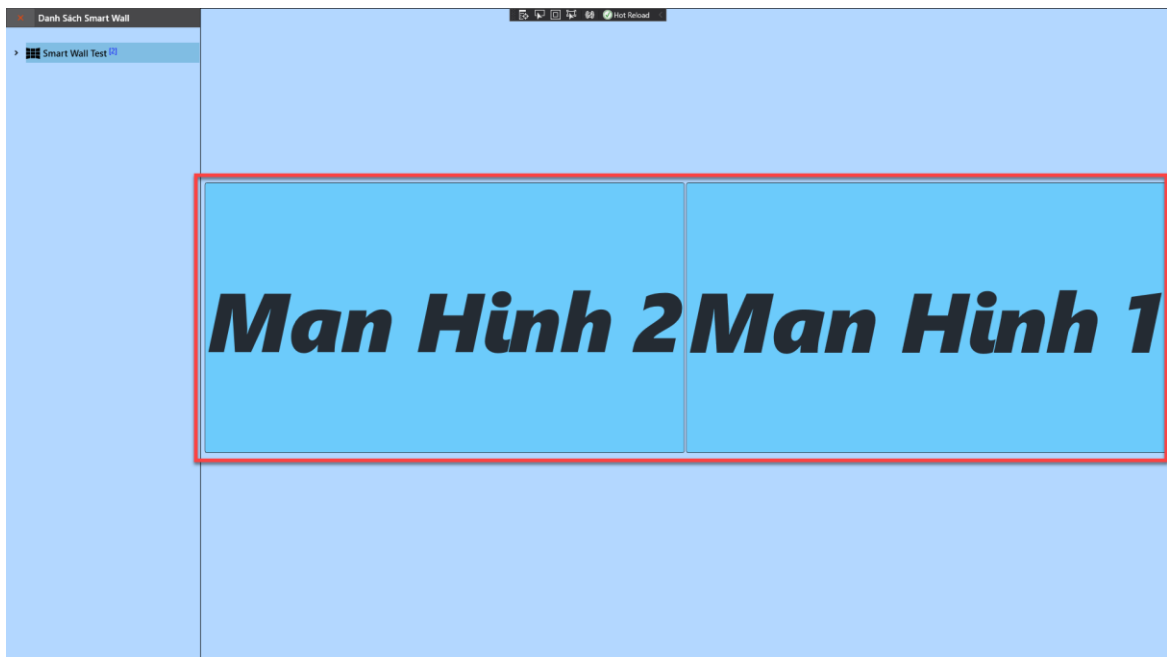 Danh Sách Smart Wall
Hot Reload
Smart Wall Test [2]
Man Hinh 2
Man Hinh 1